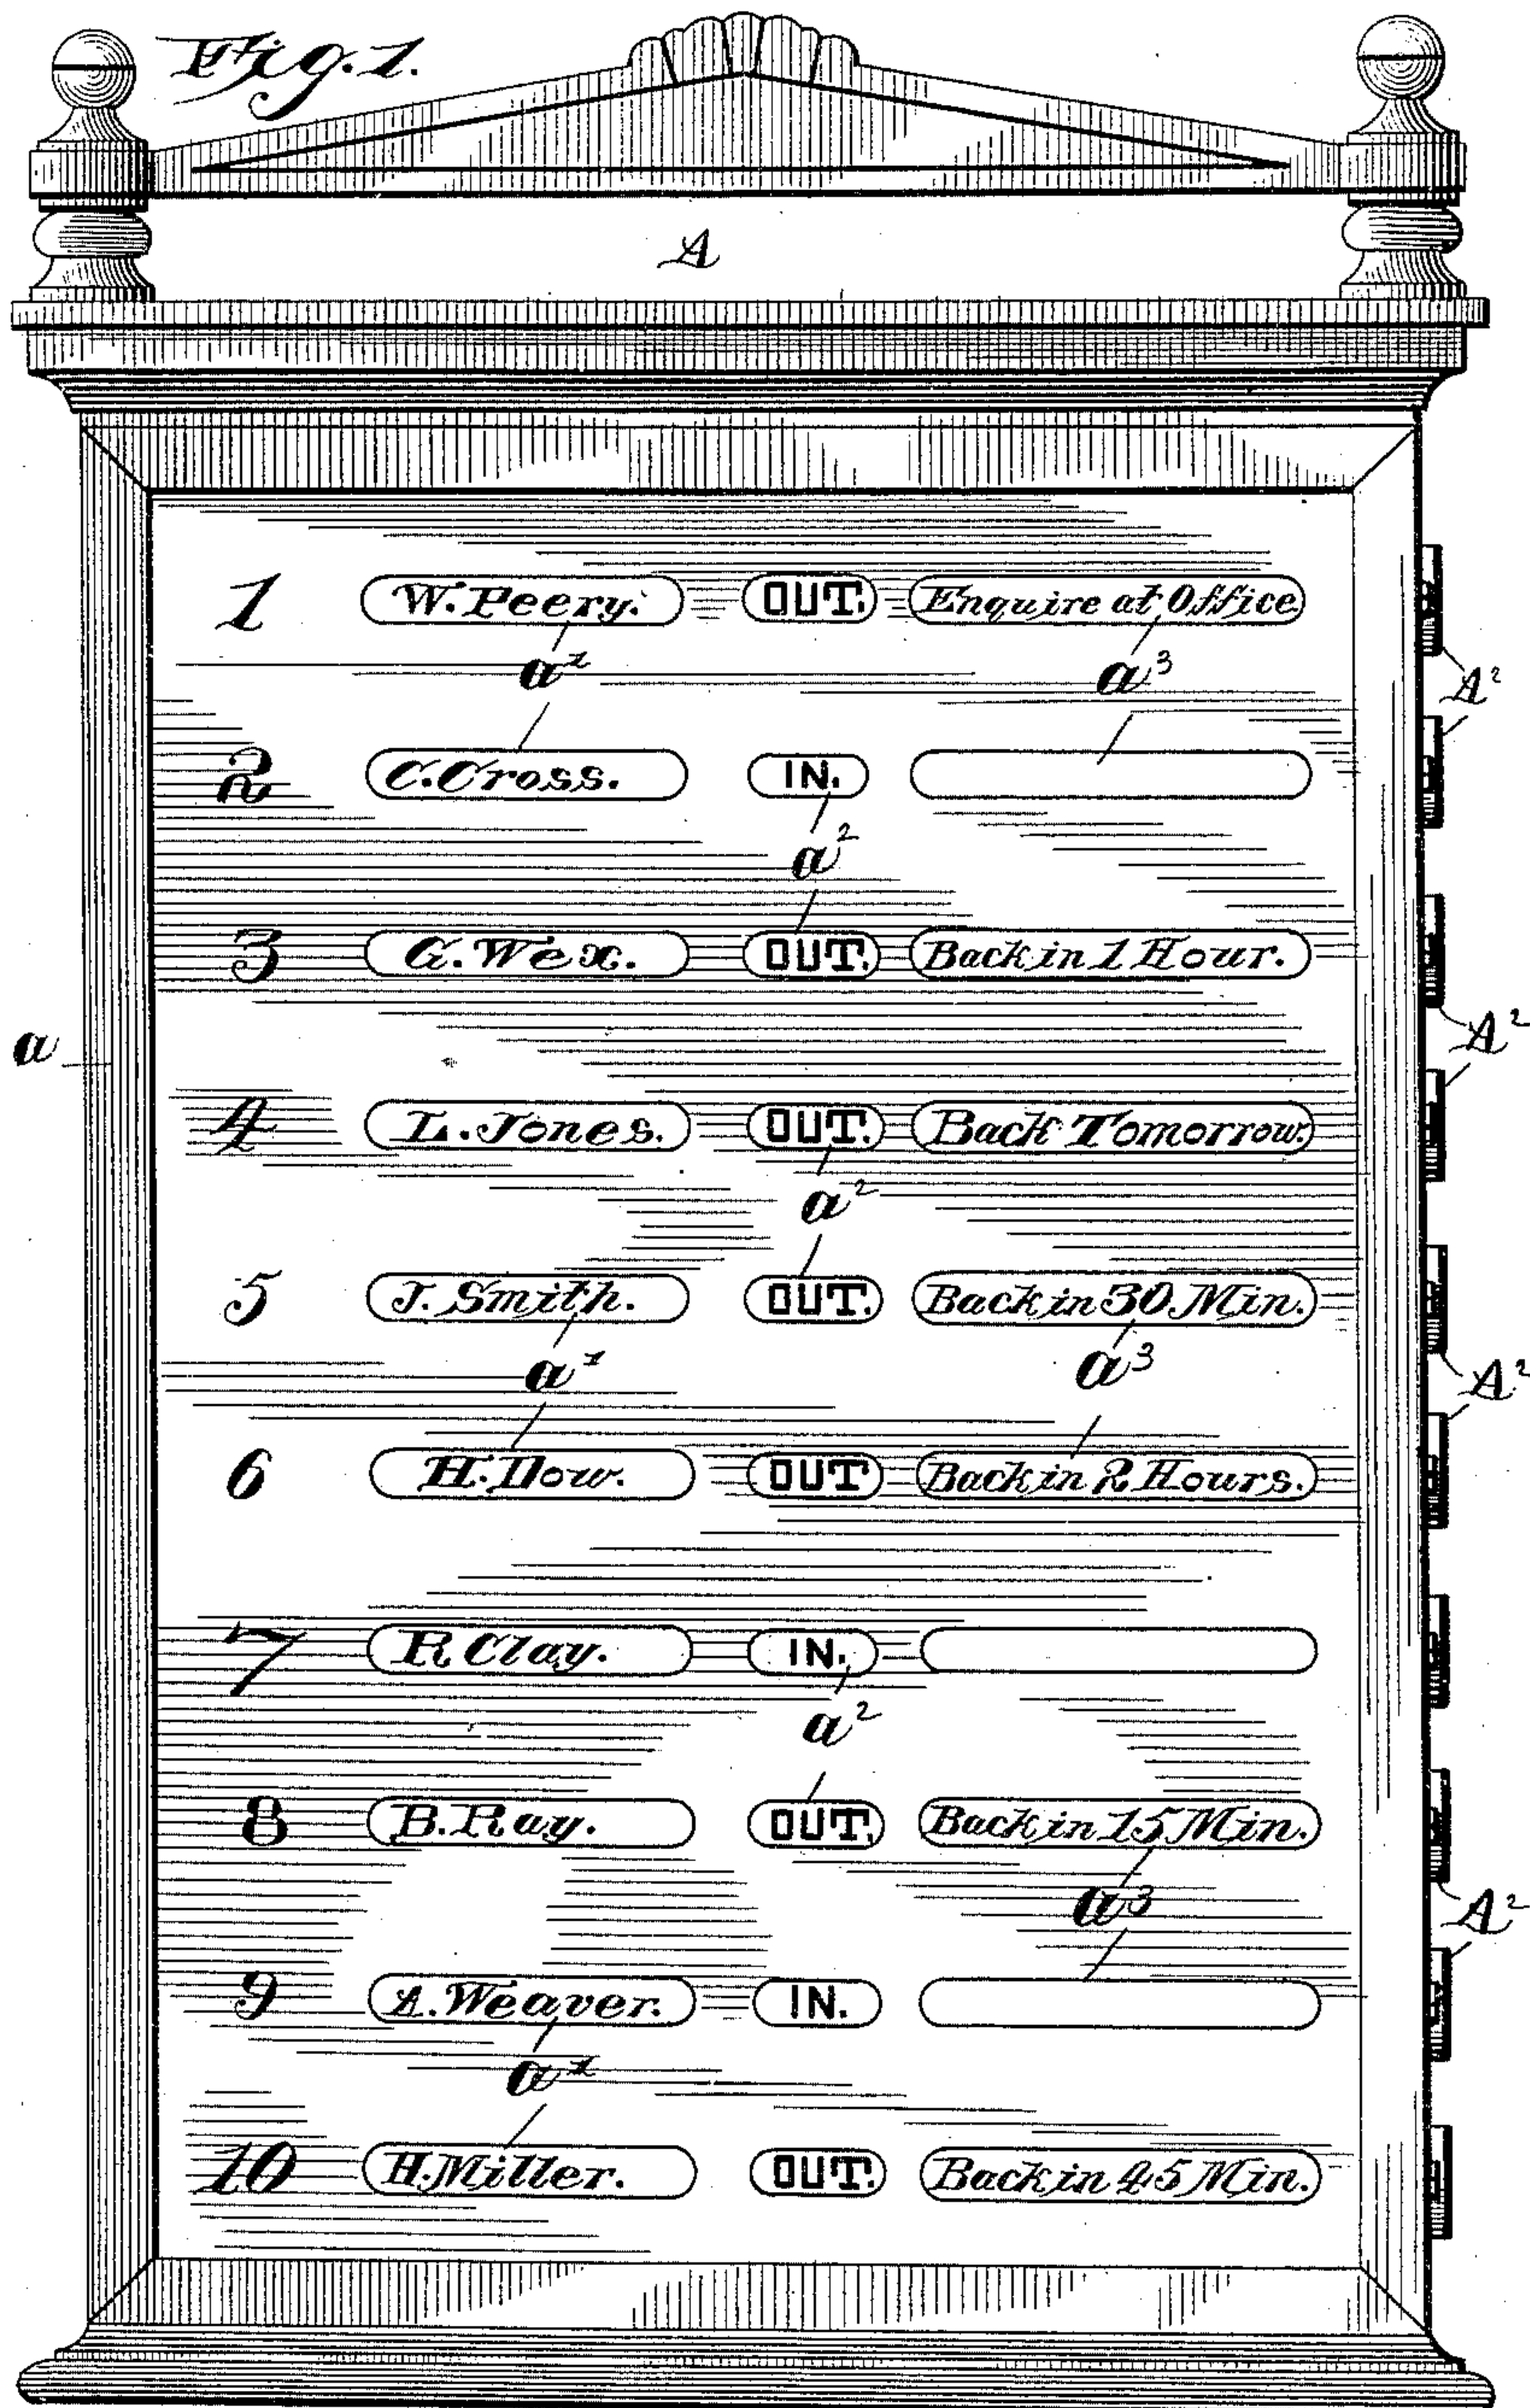 Fig. 1.
A
1 W. Peery. OUT. Enquire at Office
a¹ a³
A²
2 C. Cross. IN.
a²
3 G. Wex. OUT. Back in 1 Hour.
a A²
4 L. Jones. OUT. Back Tomorrow.
a²
5 J. Smith. OUT. Back in 30 Min.
a¹ a³
A²
6 H. Dow. OUT Back in 2 Hours.
7 R Clay. IN.
a²
8 B. Ray. OUT. Back in 15 Min.
a³ A²
9 A. Weaver. IN.
a¹
10 H. Miller. OUT. Back in 45 Min.